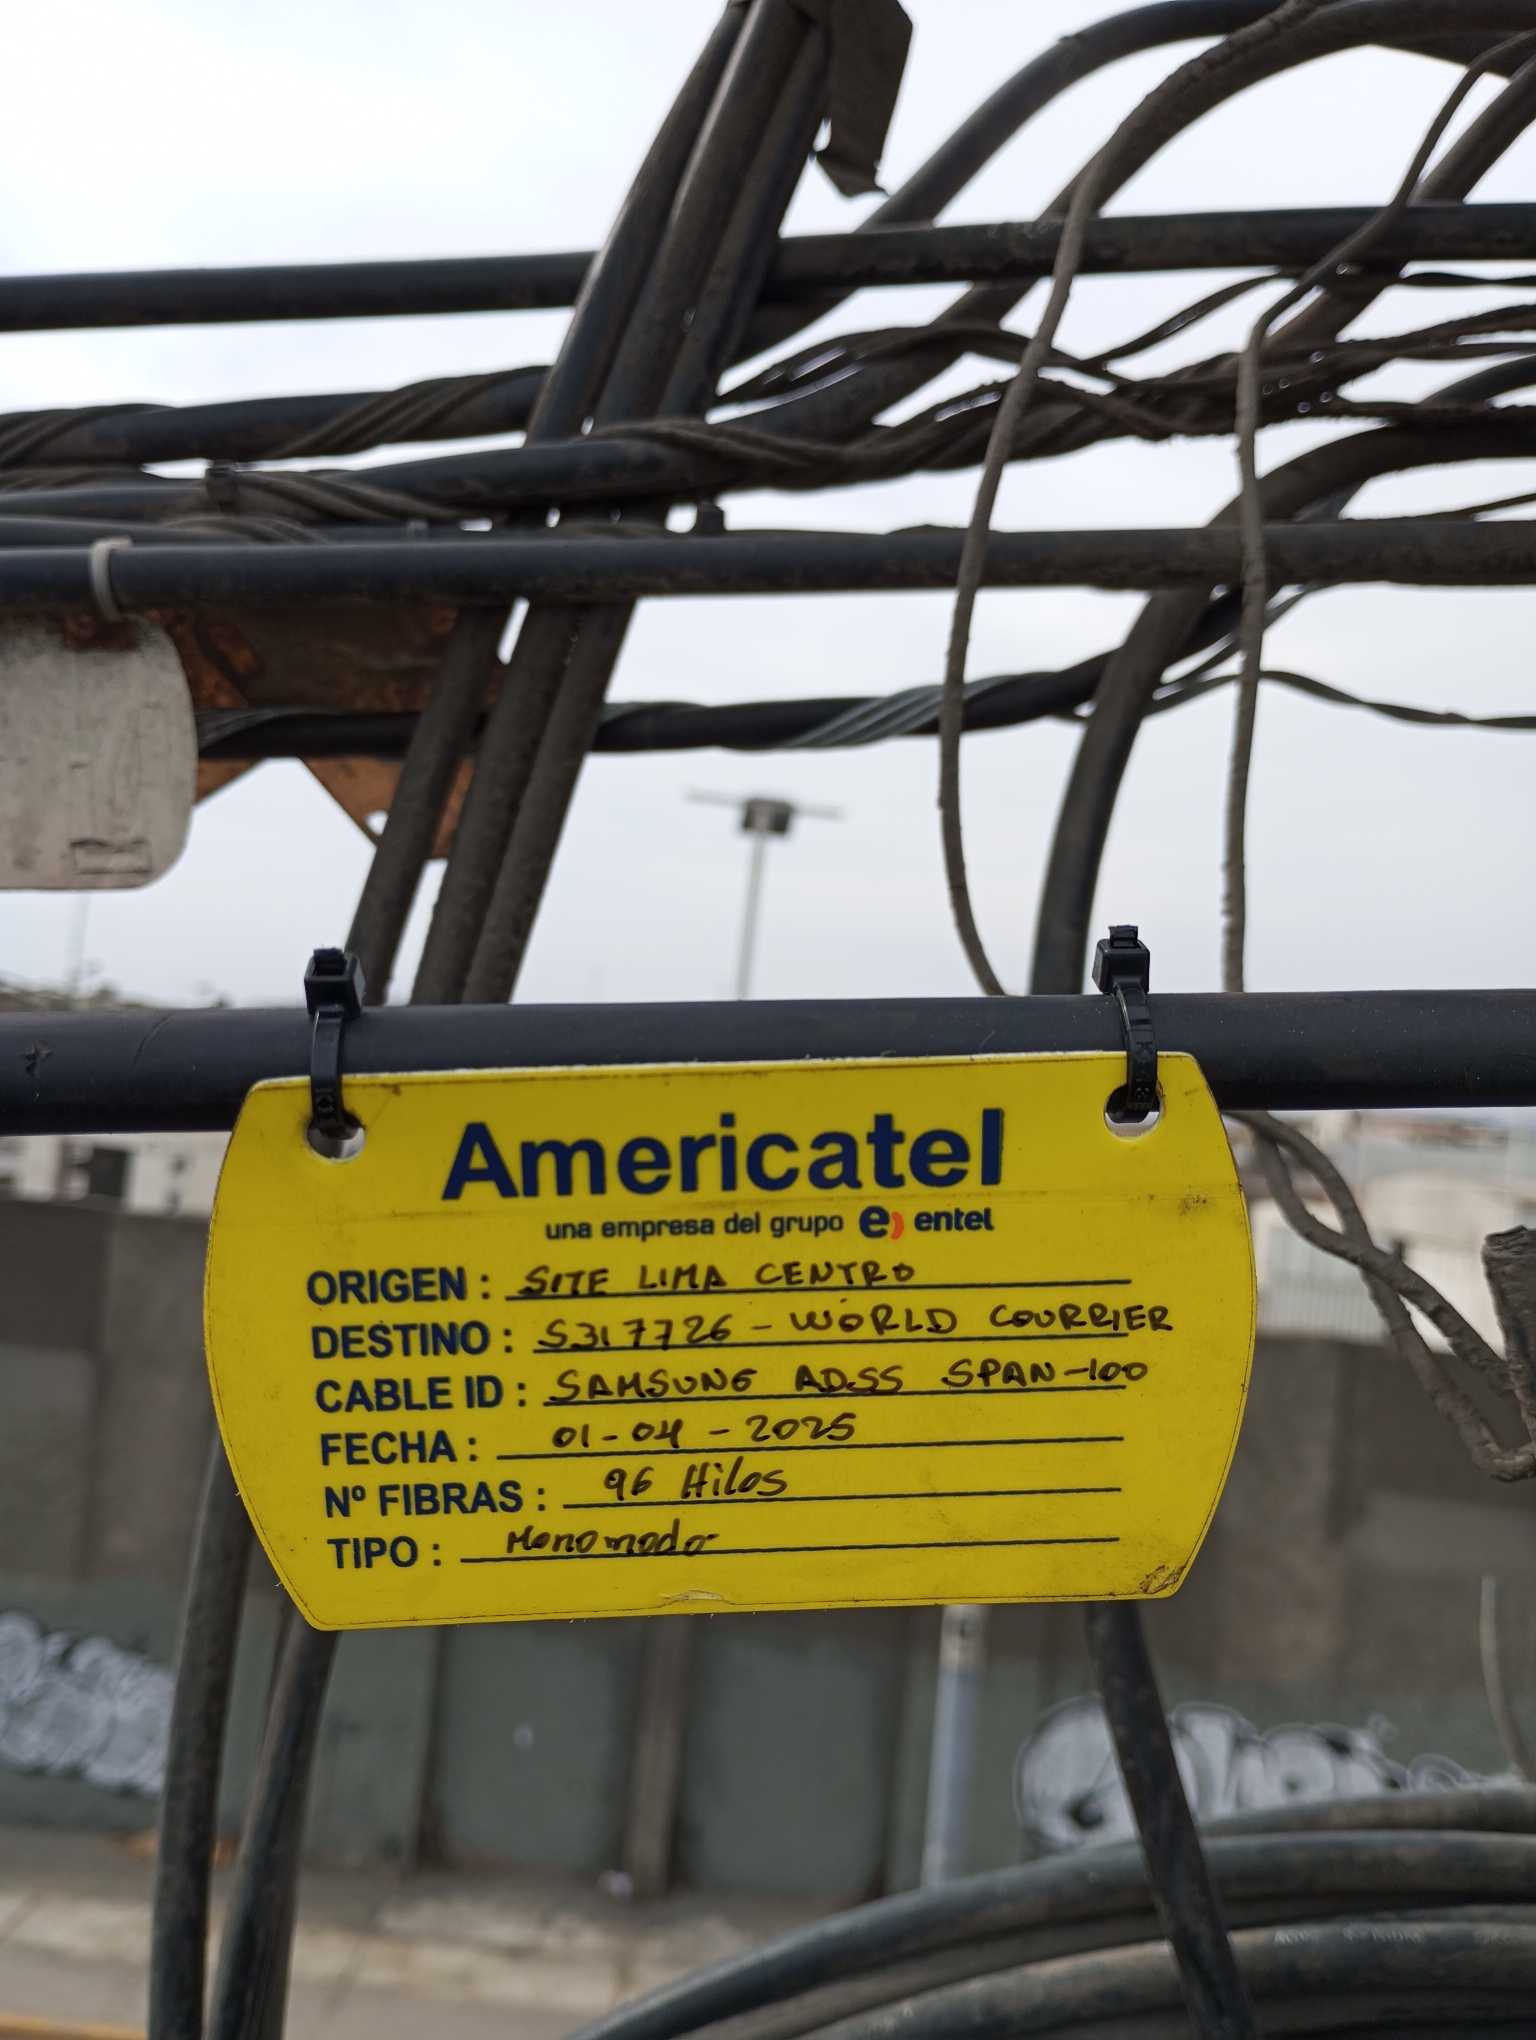 Americatel
una empresa del grupo e) entel
ORIGEN : SITE LIMA CENTRO
DESTINO : S317726 - WORLD COURRIER
CABLE ID : SAMSUNG ADSS SPAN-100
FECHA : 01-04-2025
Nº FIBRAS : 96 Hilos
TIPO : Monomodo